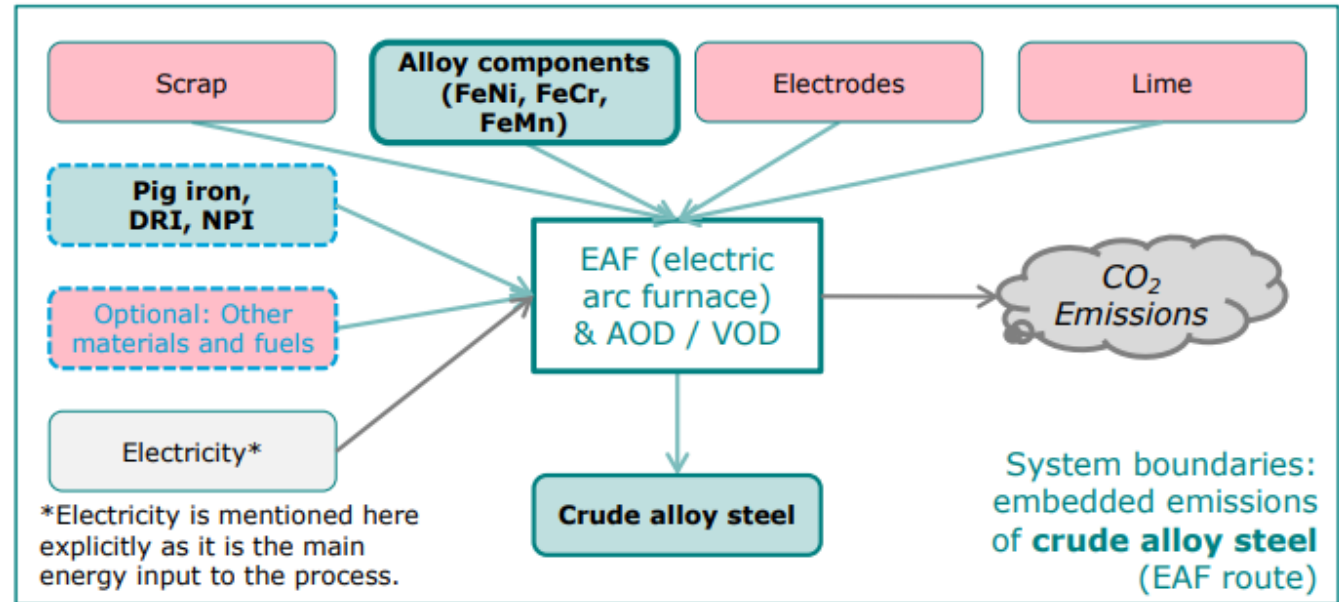 Scrap
Alloy components
(FeNi, FeCr,
FeMn)
Electrodes
Lime
Pig iron,
DRI, NPI
Optional: Other
materials and fuels
Electricity*
EAF (electric
arc furnace)
& AOD / VOD
CO₂
Emissions
Crude alloy steel
*Electricity is mentioned here
explicitly as it is the main
energy input to the process.
System boundaries:
embedded emissions
of crude alloy steel
(EAF route)